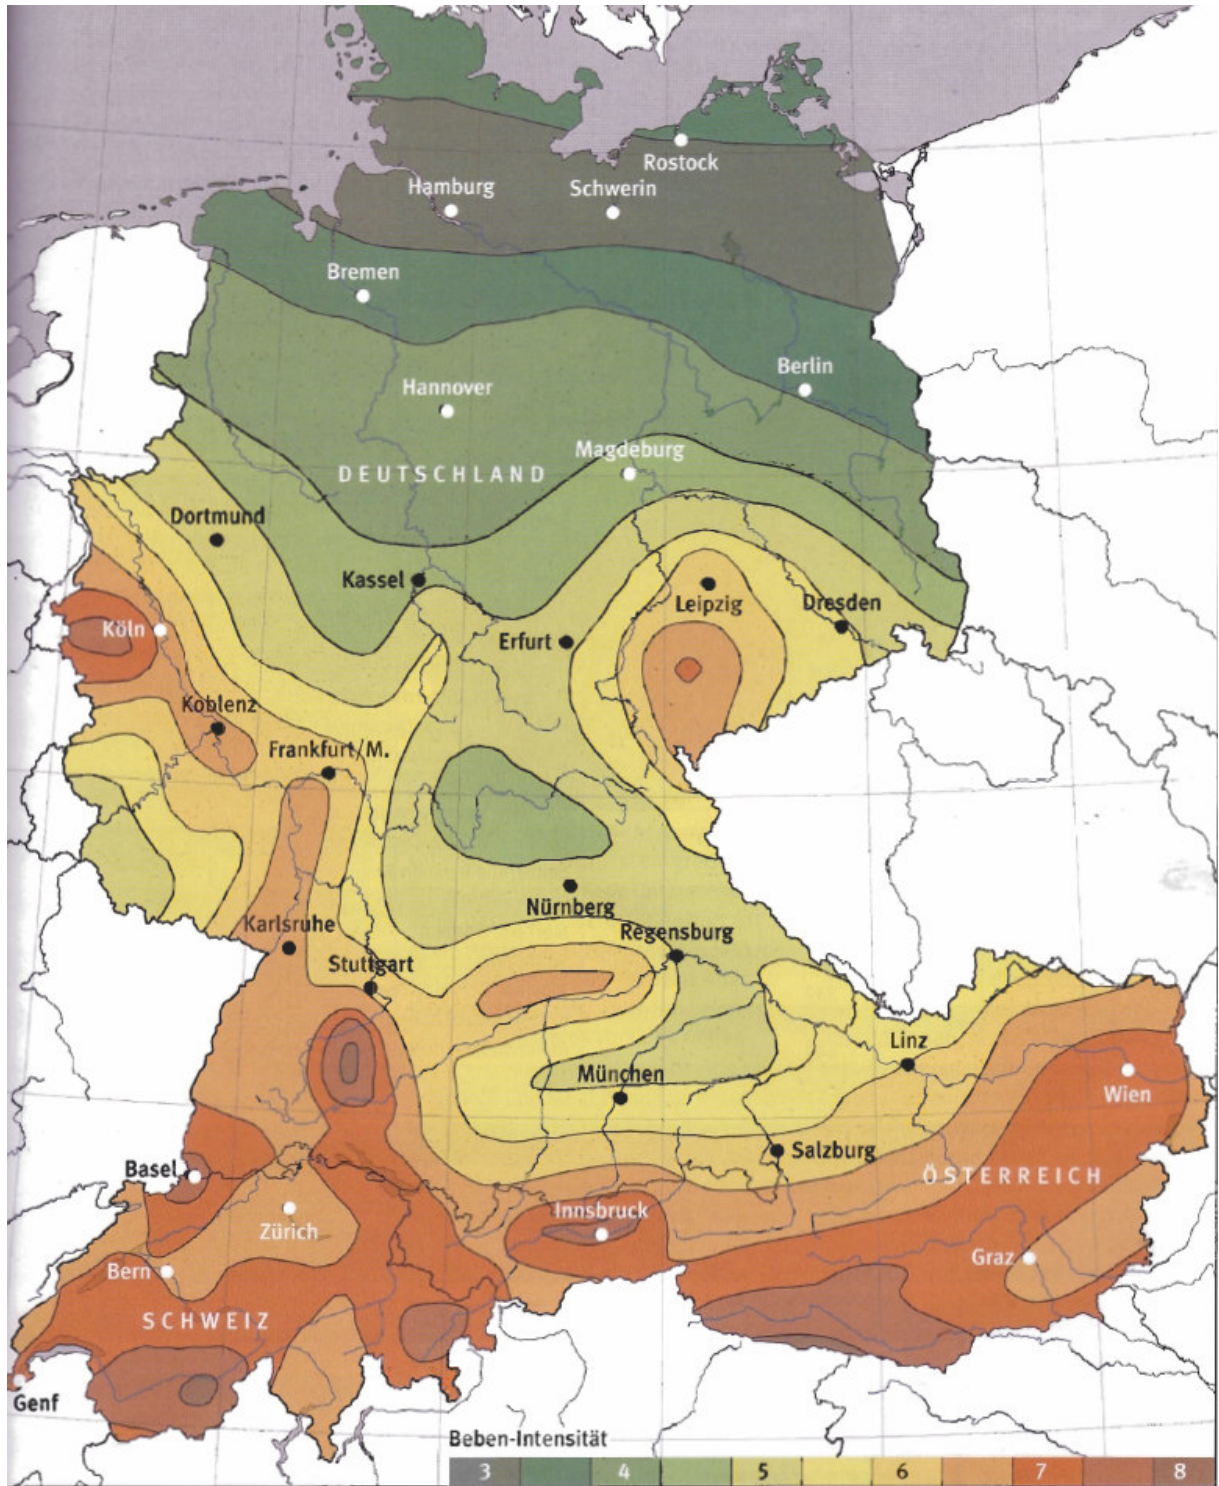 Rostock
Hamburg
Schwerin
Bremen
Berlin
Hannover
Magdeburg
DEUTSCHLAND
Dortmund
Kassel
Leipzig
Dresden
Köln
Erfurt
Koblenz
Frankfurt/M.
Nürnberg
Karlsruhe
Regensburg
Stuttgart
Linz
München
Wien
Salzburg
Basel
ÖSTERREICH
Innsbruck
Zürich
Graz
Bern
SCHWEIZ
Genf
Beben-Intensität
3 4 5 6 7 8